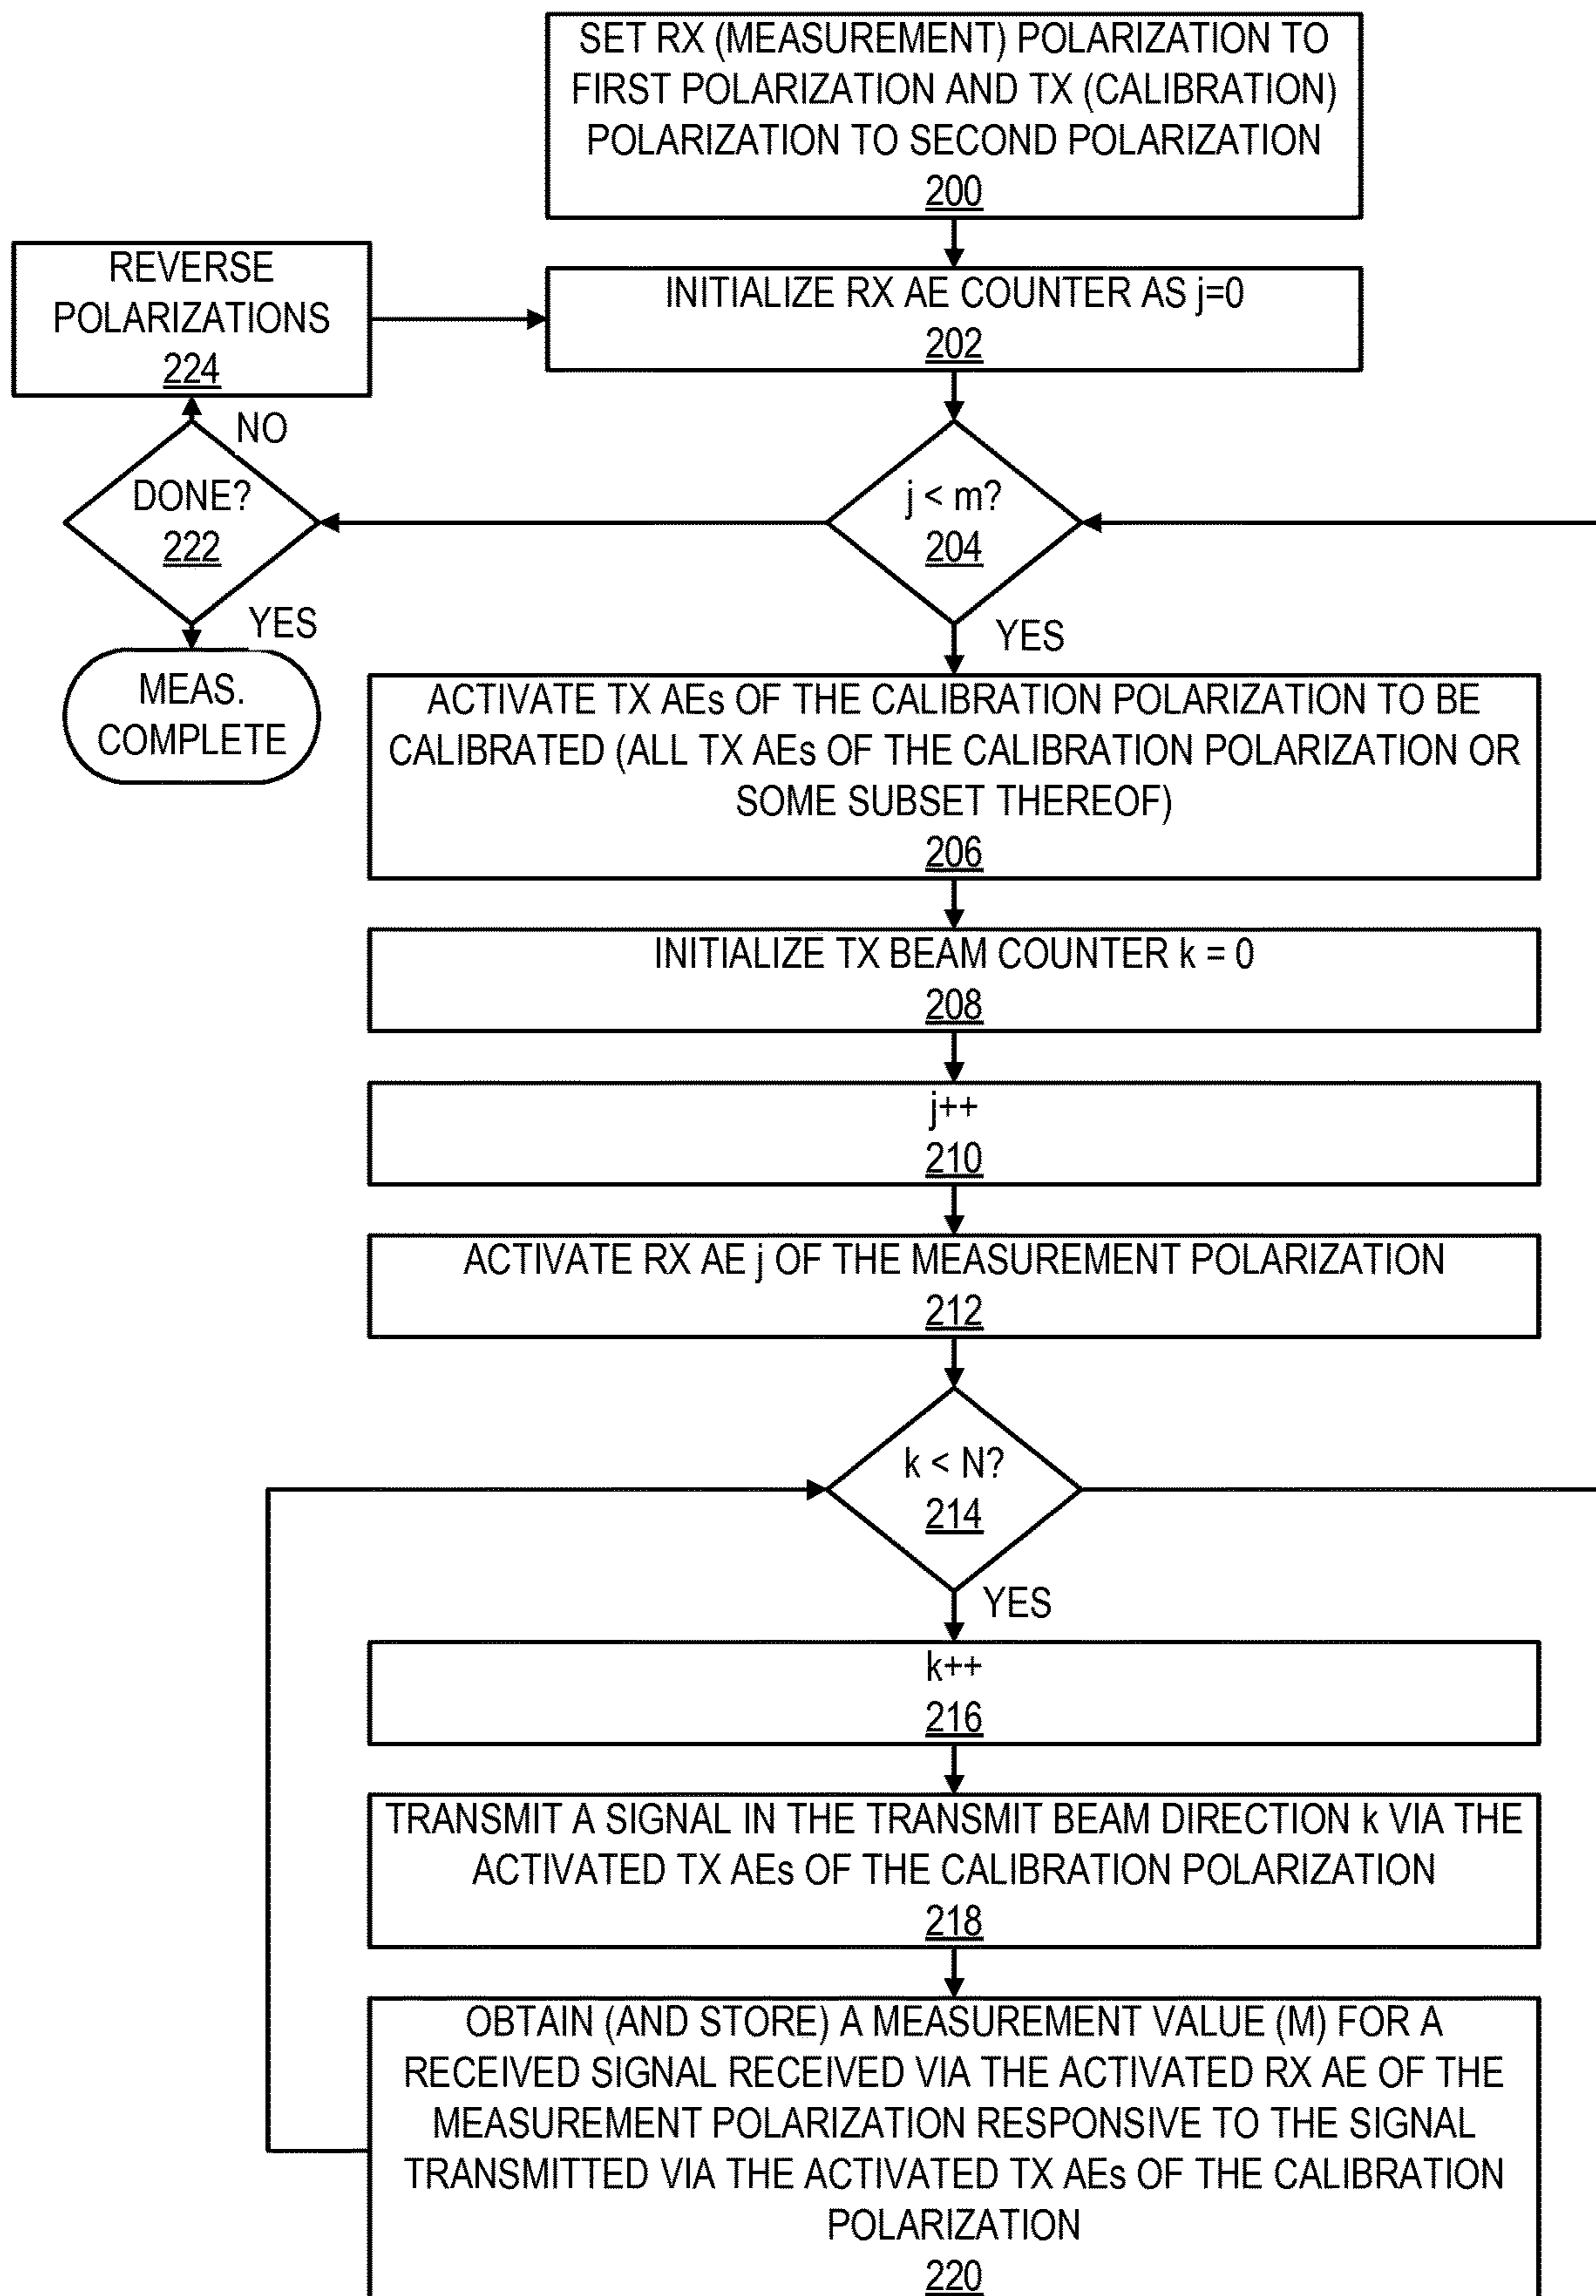 SET RX (MEASUREMENT) POLARIZATION TO
FIRST POLARIZATION AND TX (CALIBRATION)
POLARIZATION TO SECOND POLARIZATION
200
REVERSE
POLARIZATIONS
224
INITIALIZE RX AE COUNTER AS j=0
202
NO
DONE?
222
j < m?
204
YES
YES
MEAS.
COMPLETE
ACTIVATE TX AEs OF THE CALIBRATION POLARIZATION TO BE
CALIBRATED (ALL TX AEs OF THE CALIBRATION POLARIZATION OR
SOME SUBSET THEREOF)
206
INITIALIZE TX BEAM COUNTER k = 0
208
j++
210
ACTIVATE RX AE j OF THE MEASUREMENT POLARIZATION
212
k < N?
214
YES
k++
216
TRANSMIT A SIGNAL IN THE TRANSMIT BEAM DIRECTION k VIA THE
ACTIVATED TX AEs OF THE CALIBRATION POLARIZATION
218
OBTAIN (AND STORE) A MEASUREMENT VALUE (M) FOR A
RECEIVED SIGNAL RECEIVED VIA THE ACTIVATED RX AE OF THE
MEASUREMENT POLARIZATION RESPONSIVE TO THE SIGNAL
TRANSMITTED VIA THE ACTIVATED TX AEs OF THE CALIBRATION
POLARIZATION
220